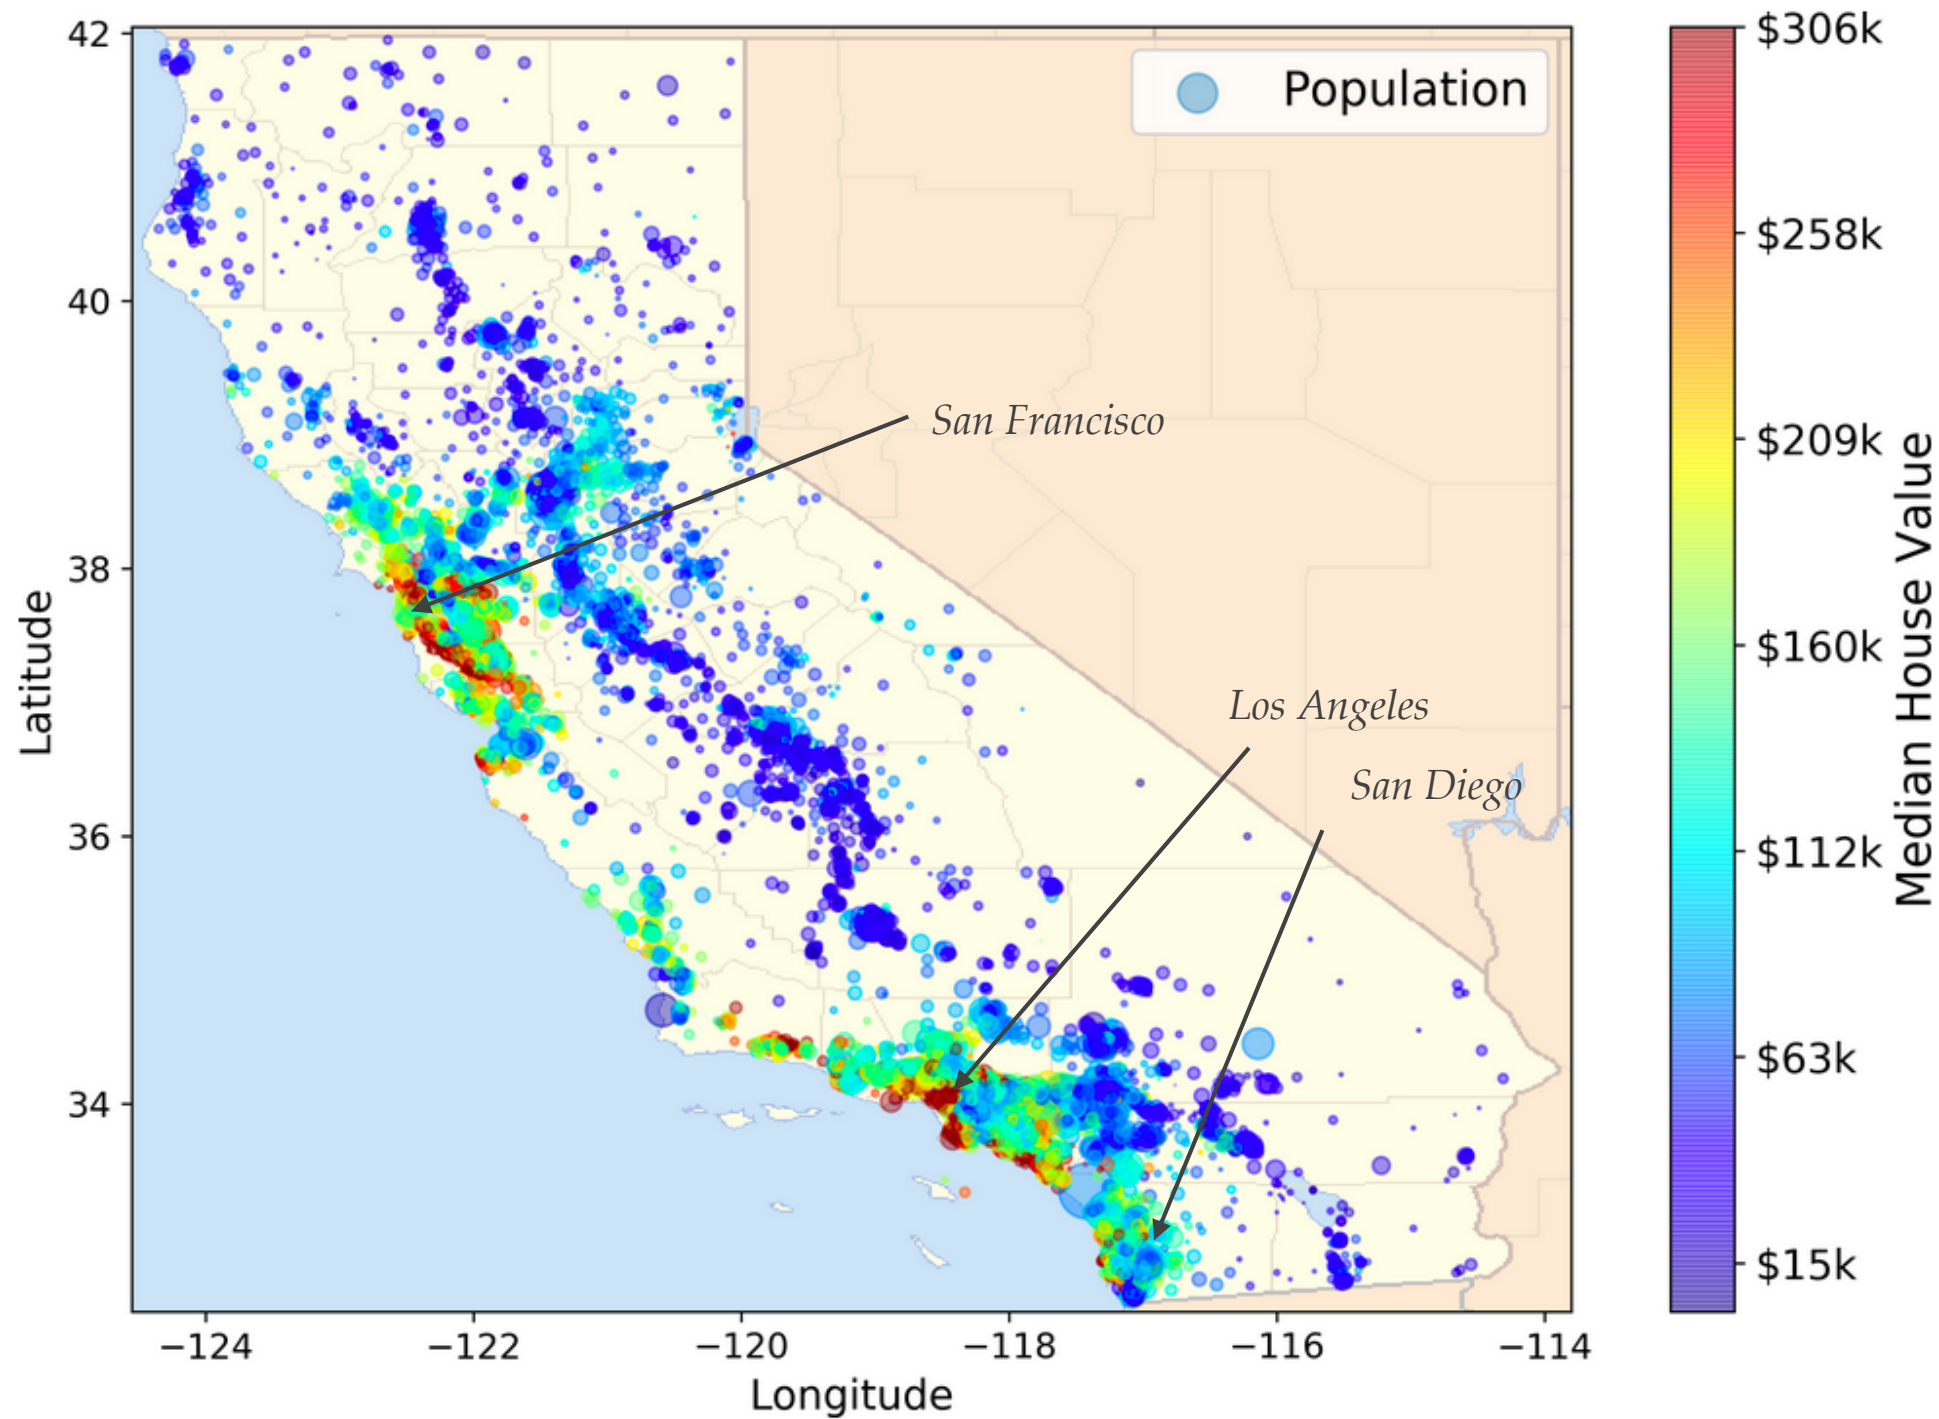 42
40
38
36
34
Latitude
−124
−122
−120
−118
−116
−114
Longitude
Population
San Francisco
Los Angeles
San Diego
$306k
$258k
$209k
$160k
$112k
$63k
$15k
Median House Value